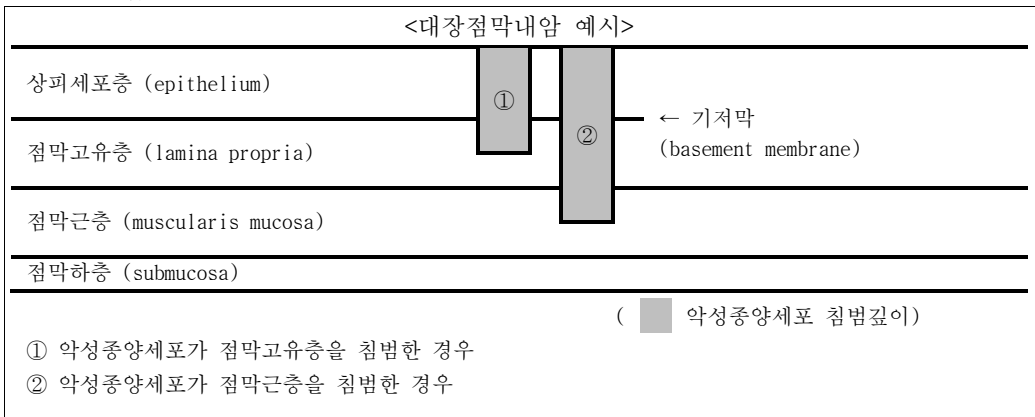 <대장점막내암 예시>
상피세포층 (epithelium)
①
← 기저막
②
점막고유층 (lamina propria)
(basement membrane)
점막근층 (muscularis mucosa)
점막하층 (submucosa)
( 악성종양세포 침범깊이)
① 악성종양세포가 점막고유층을 침범한 경우
② 악성종양세포가 점막근층을 침범한 경우